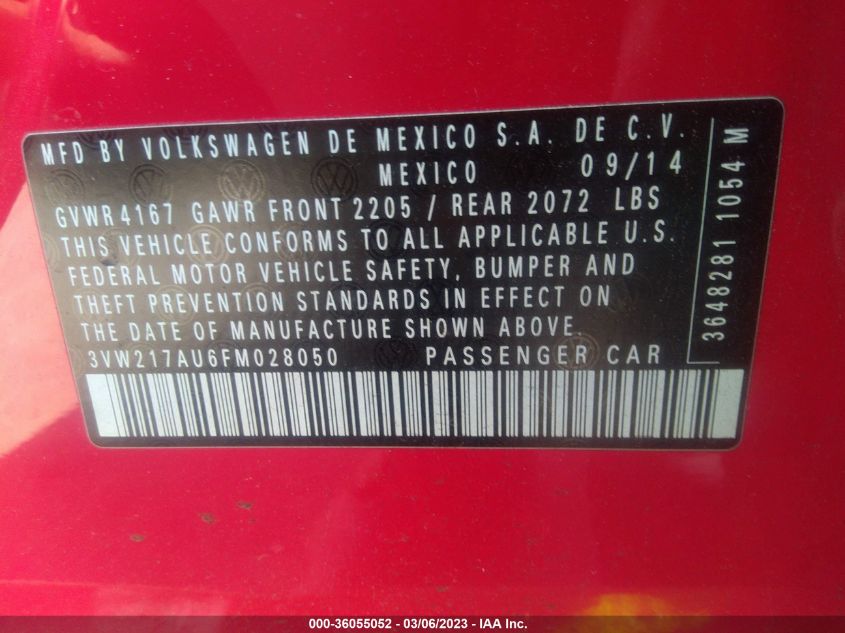 MFD BY VOLKSWAGEN DE MEXICO S.A. DE C.V.
MEXICO 09/14
GVWR 4167 GAWR FRONT 2205 / REAR 2072 LBS
THIS VEHICLE CONFORMS TO ALL APPLICABLE U.S.
FEDERAL MOTOR VEHICLE SAFETY, BUMPER AND
THEFT PREVENTION STANDARDS IN EFFECT ON
THE DATE OF MANUFACTURE SHOWN ABOVE.
3VW217AU6FM028050 PASSENGER CAR
3648281 1054 M
000-36055052 - 03/06/2023 - IAA Inc.